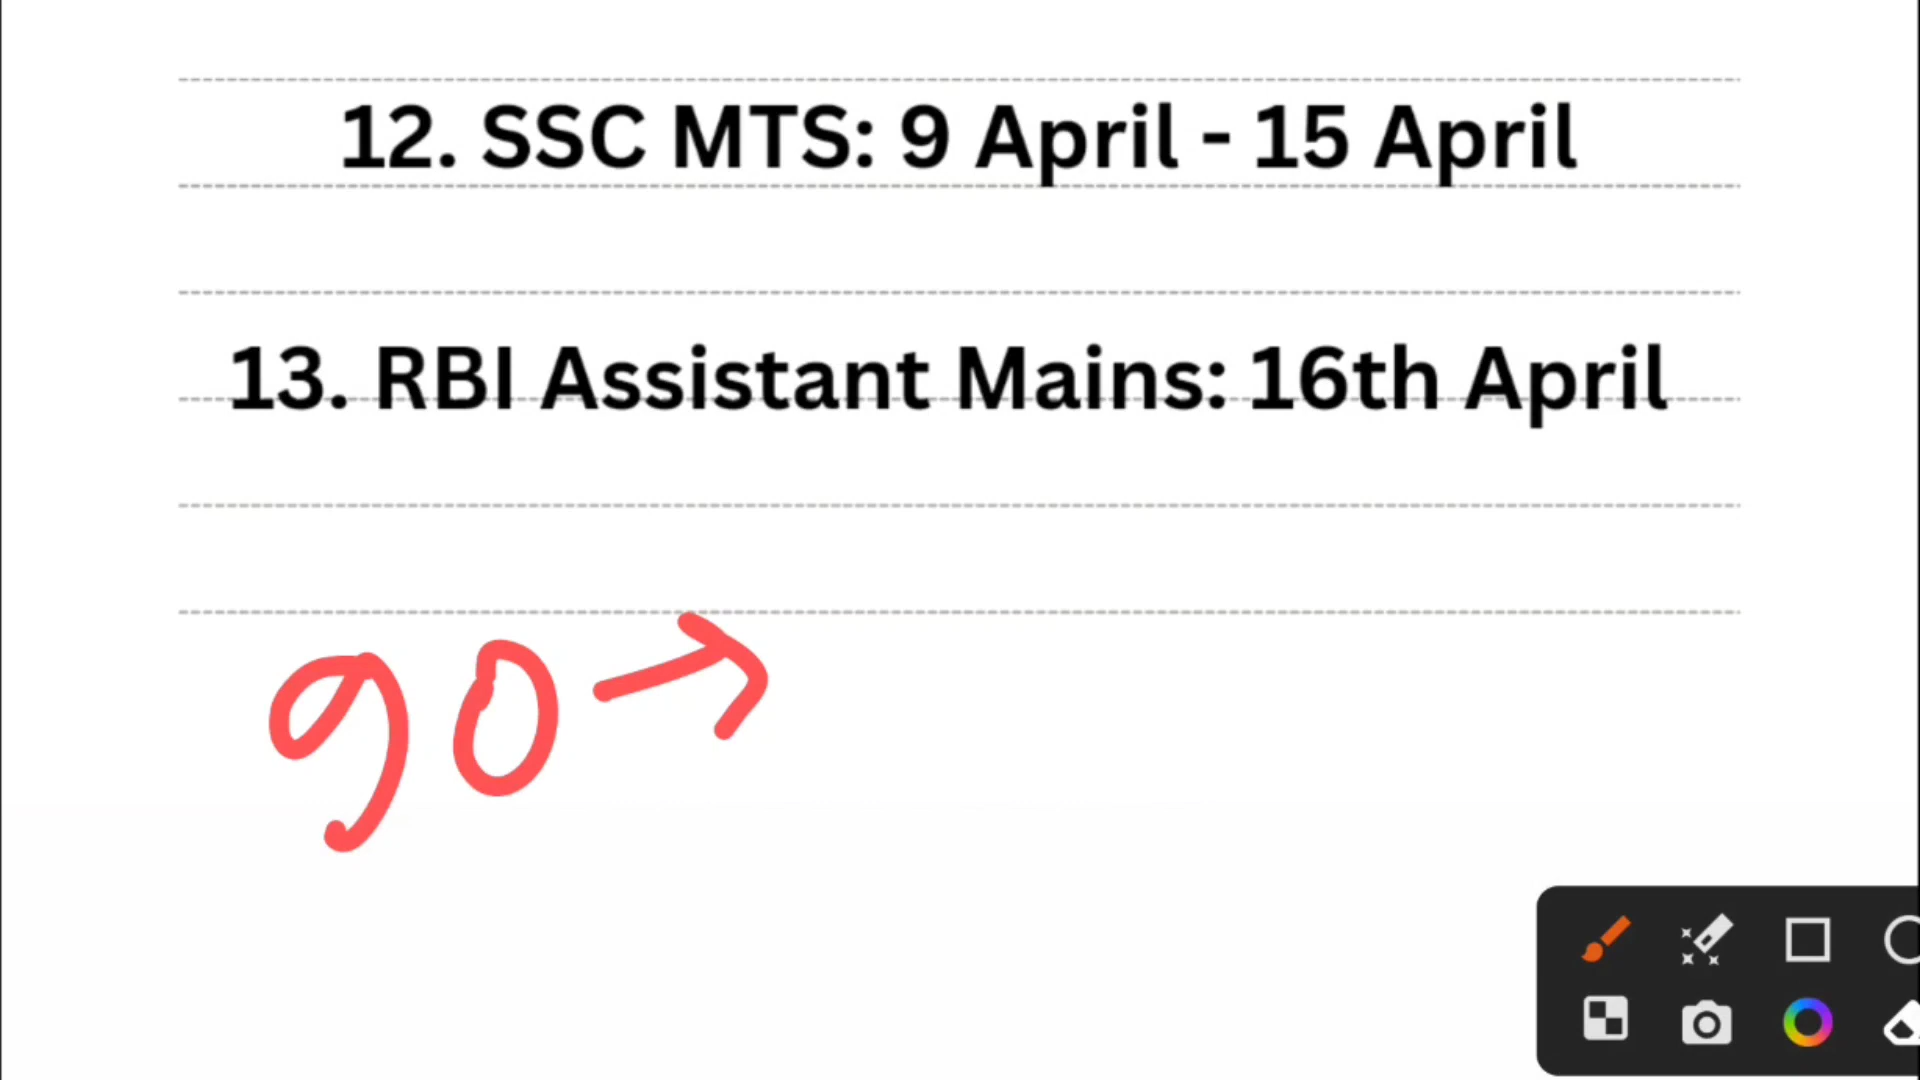 12. SSC MTS: 9 April - 15 April
13. RBI Assistant Mains: 16th April
90 →